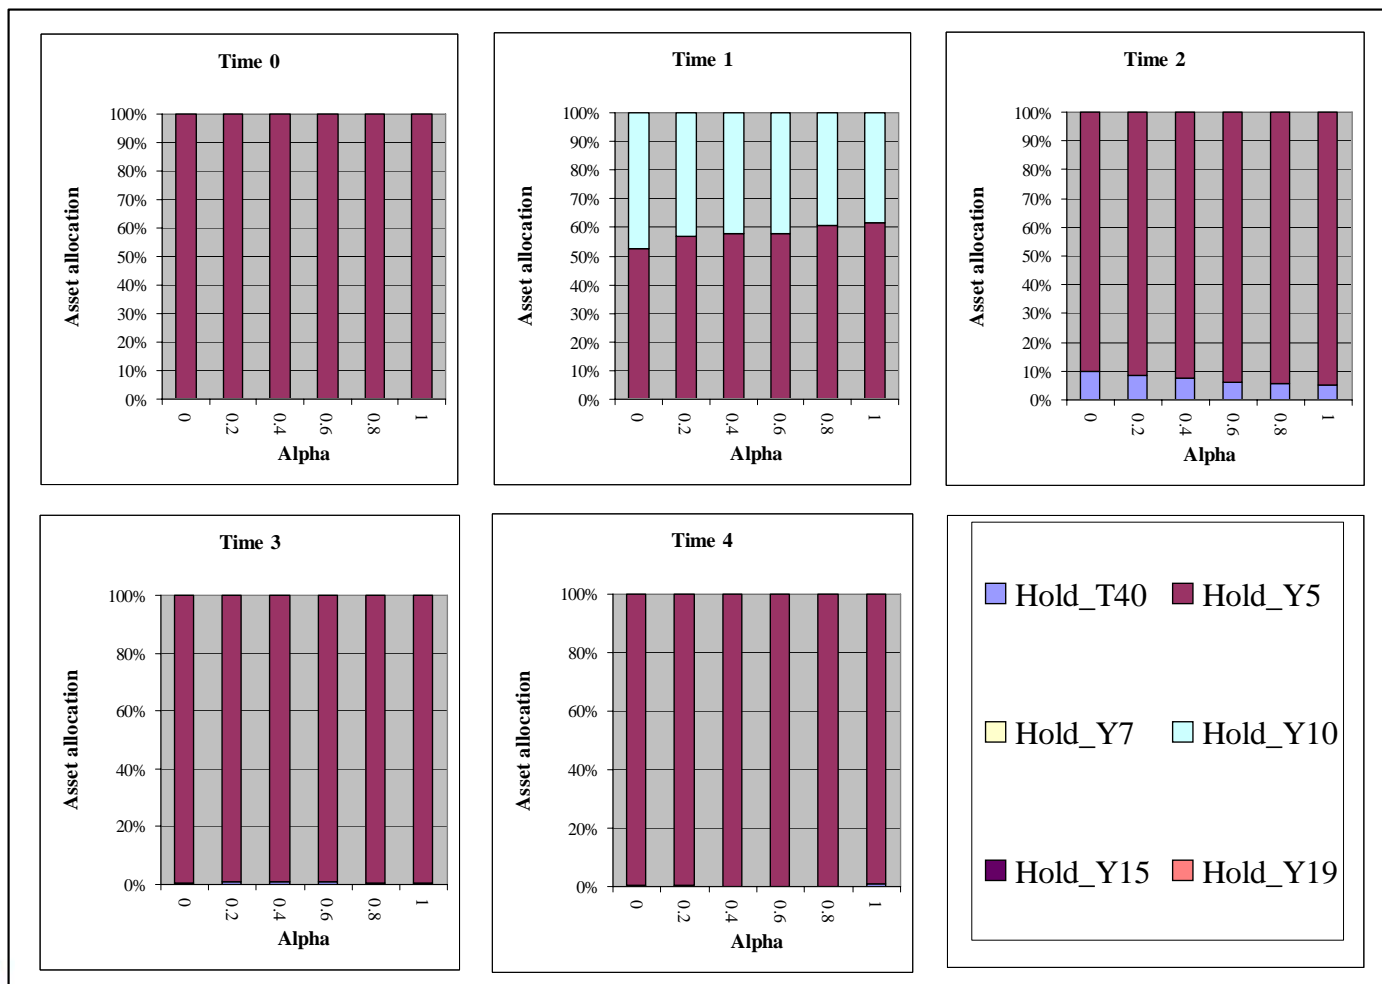 Time 0
Asset allocation
100%
90%
80%
70%
60%
50%
40%
30%
20%
10%
0%
0 0.2 0.4 0.6 0.8 1
Alpha
Time 1
Asset allocation
100%
90%
80%
70%
60%
50%
40%
30%
20%
10%
0%
0 0.2 0.4 0.6 0.8 1
Alpha
Time 2
Asset allocation
100%
90%
80%
70%
60%
50%
40%
30%
20%
10%
0%
0 0.2 0.4 0.6 0.8 1
Alpha
Time 3
Asset allocation
100%
80%
60%
40%
20%
0%
0 0.2 0.4 0.6 0.8 1
Alpha
Time 4
Asset allocation
100%
80%
60%
40%
20%
0%
0 0.2 0.4 0.6 0.8 1
Alpha
Hold_T40 Hold_Y5
Hold_Y7 Hold_Y10
Hold_Y15 Hold_Y19